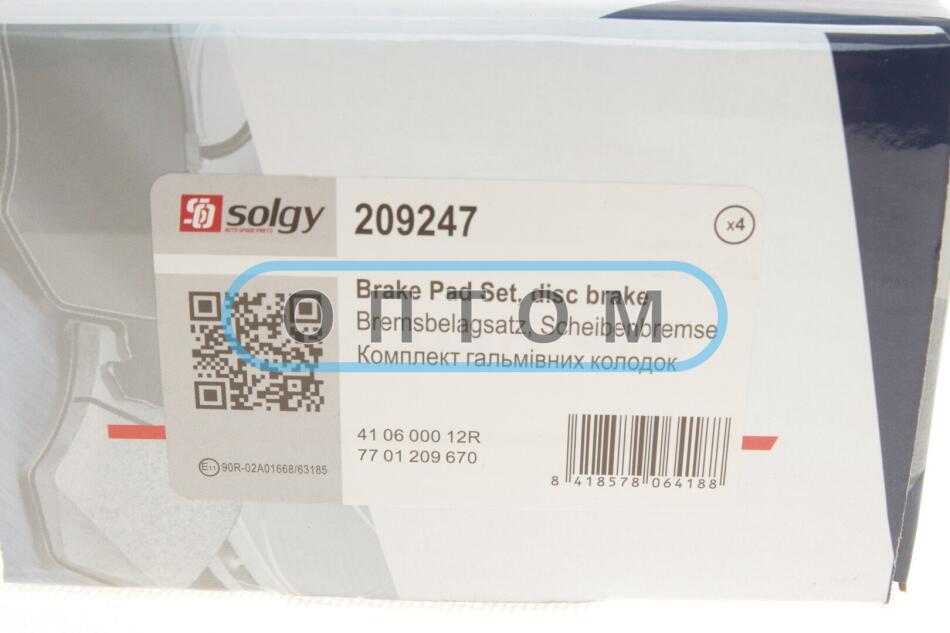 solgy
AUTO SPARE PARTS
209247
x4
Brake Pad Set, disc brake
Bremsbelagsatz, Scheibenbremse
Комплект гальмівних колодок
ОПТОМ
41 06 000 12R
77 01 209 670
E11 90R-02A01668/63185
8 418578 064188